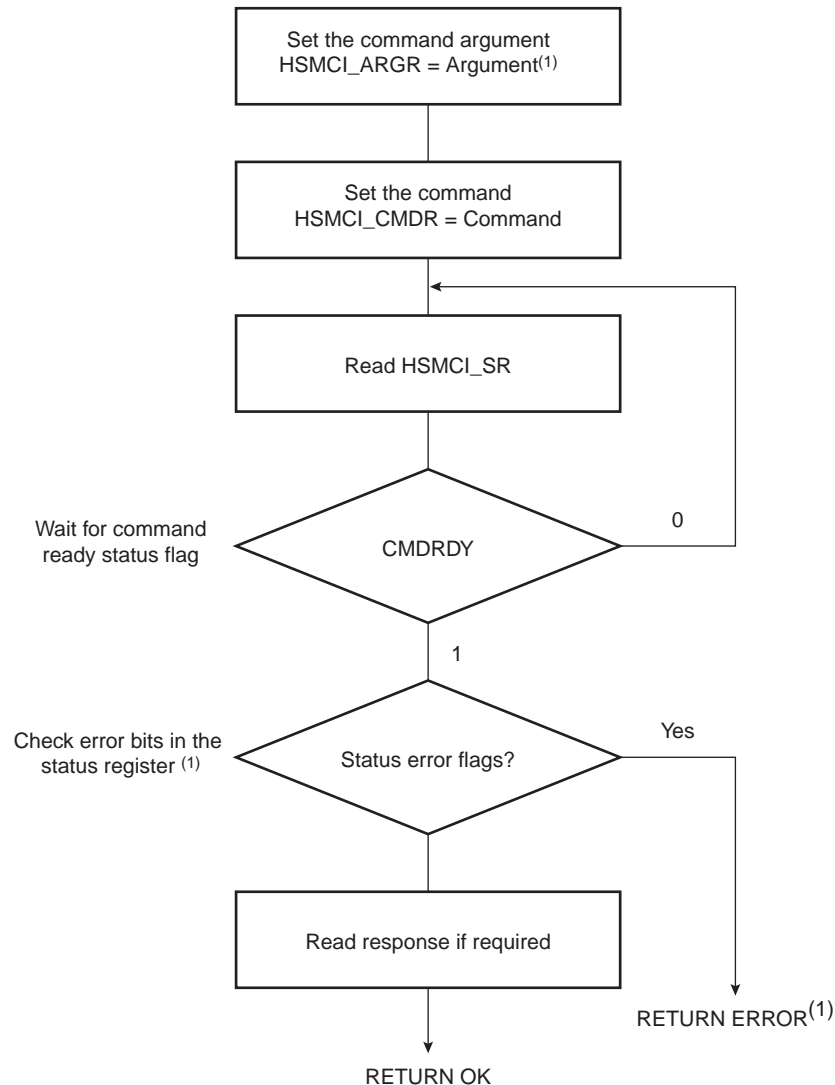 Set the command argument
HSMCI_ARGR = Argument(1)
Set the command
HSMCI_CMDR = Command
Read HSMCI_SR
Wait for command
ready status flag
CMDRDY
0
1
Check error bits in the
status register (1)
Status error flags?
Yes
Read response if required
RETURN ERROR(1)
RETURN OK